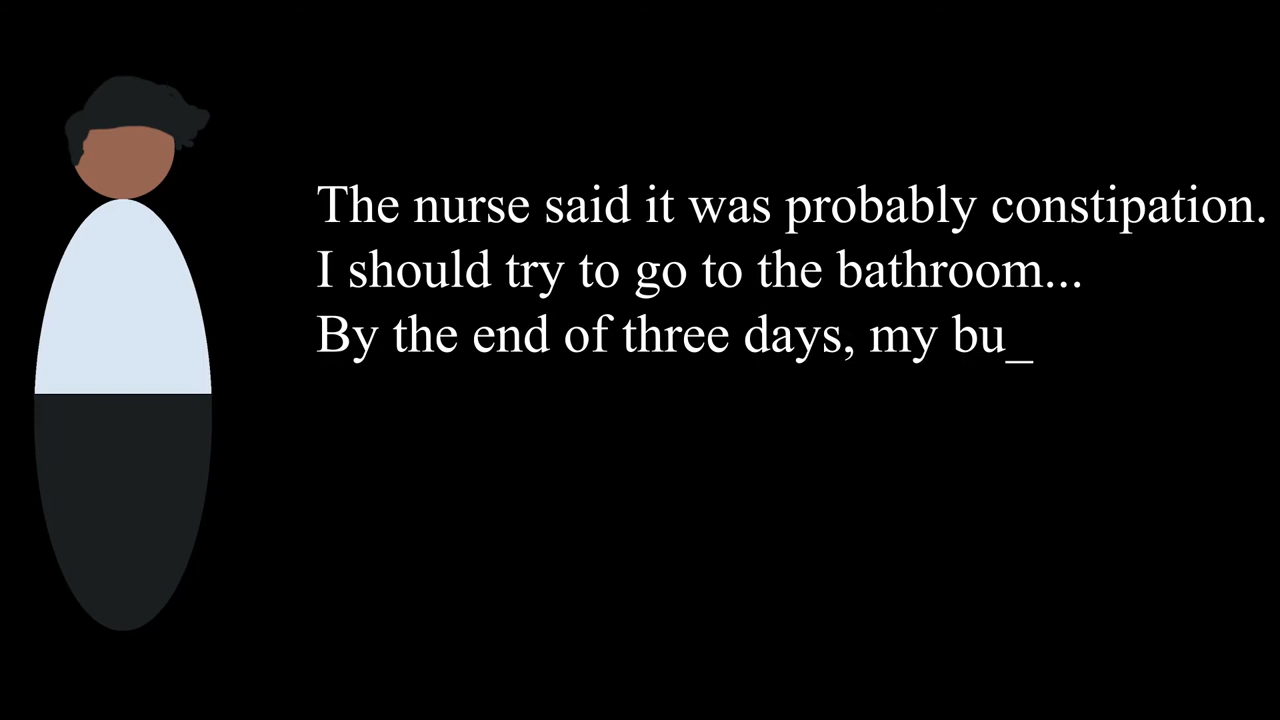 The nurse said it was probably constipation.
I should try to go to the bathroom...
By the end of three days, my bu_